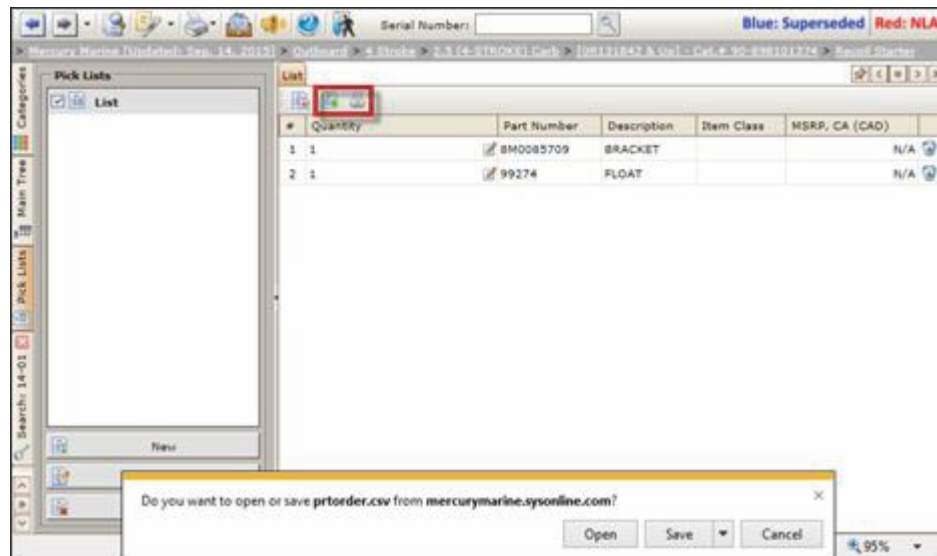 Serial Number:
Blue: Superseded Red: NLA
> Mercury Marine [Updated: Sep. 14, 2015] > Outboard > 4 Stroke > 2.5 (4-STROKE) Carb > [0R131842 & Up] - Cat.# 90-898101374 > Recoil Starter
Categories
Main Tree
Pick Lists
Search: 14-01
Pick Lists
List
New
List
# Quantity Part Number Description Item Class MSRP, CA (CAD)
1 1 8M0085709 BRACKET N/A
2 1 99274 FLOAT N/A
Do you want to open or save prtorder.csv from mercurymarine.sysonline.com?
Open Save Cancel
95%